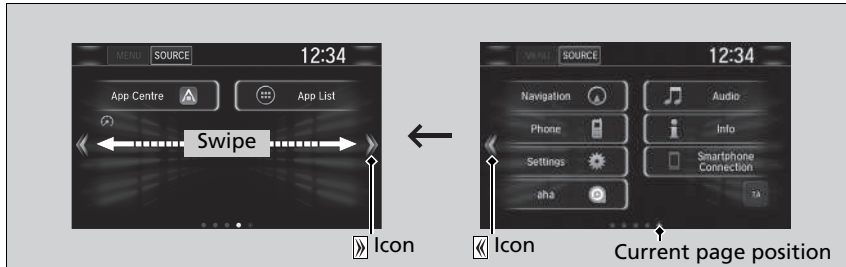 MENU SOURCE 12:34
App Centre App List
Swipe
Icon
MENU SOURCE 12:34
Navigation Audio
Phone Info
Settings Smartphone Connection
aha TA
Icon
Current page position